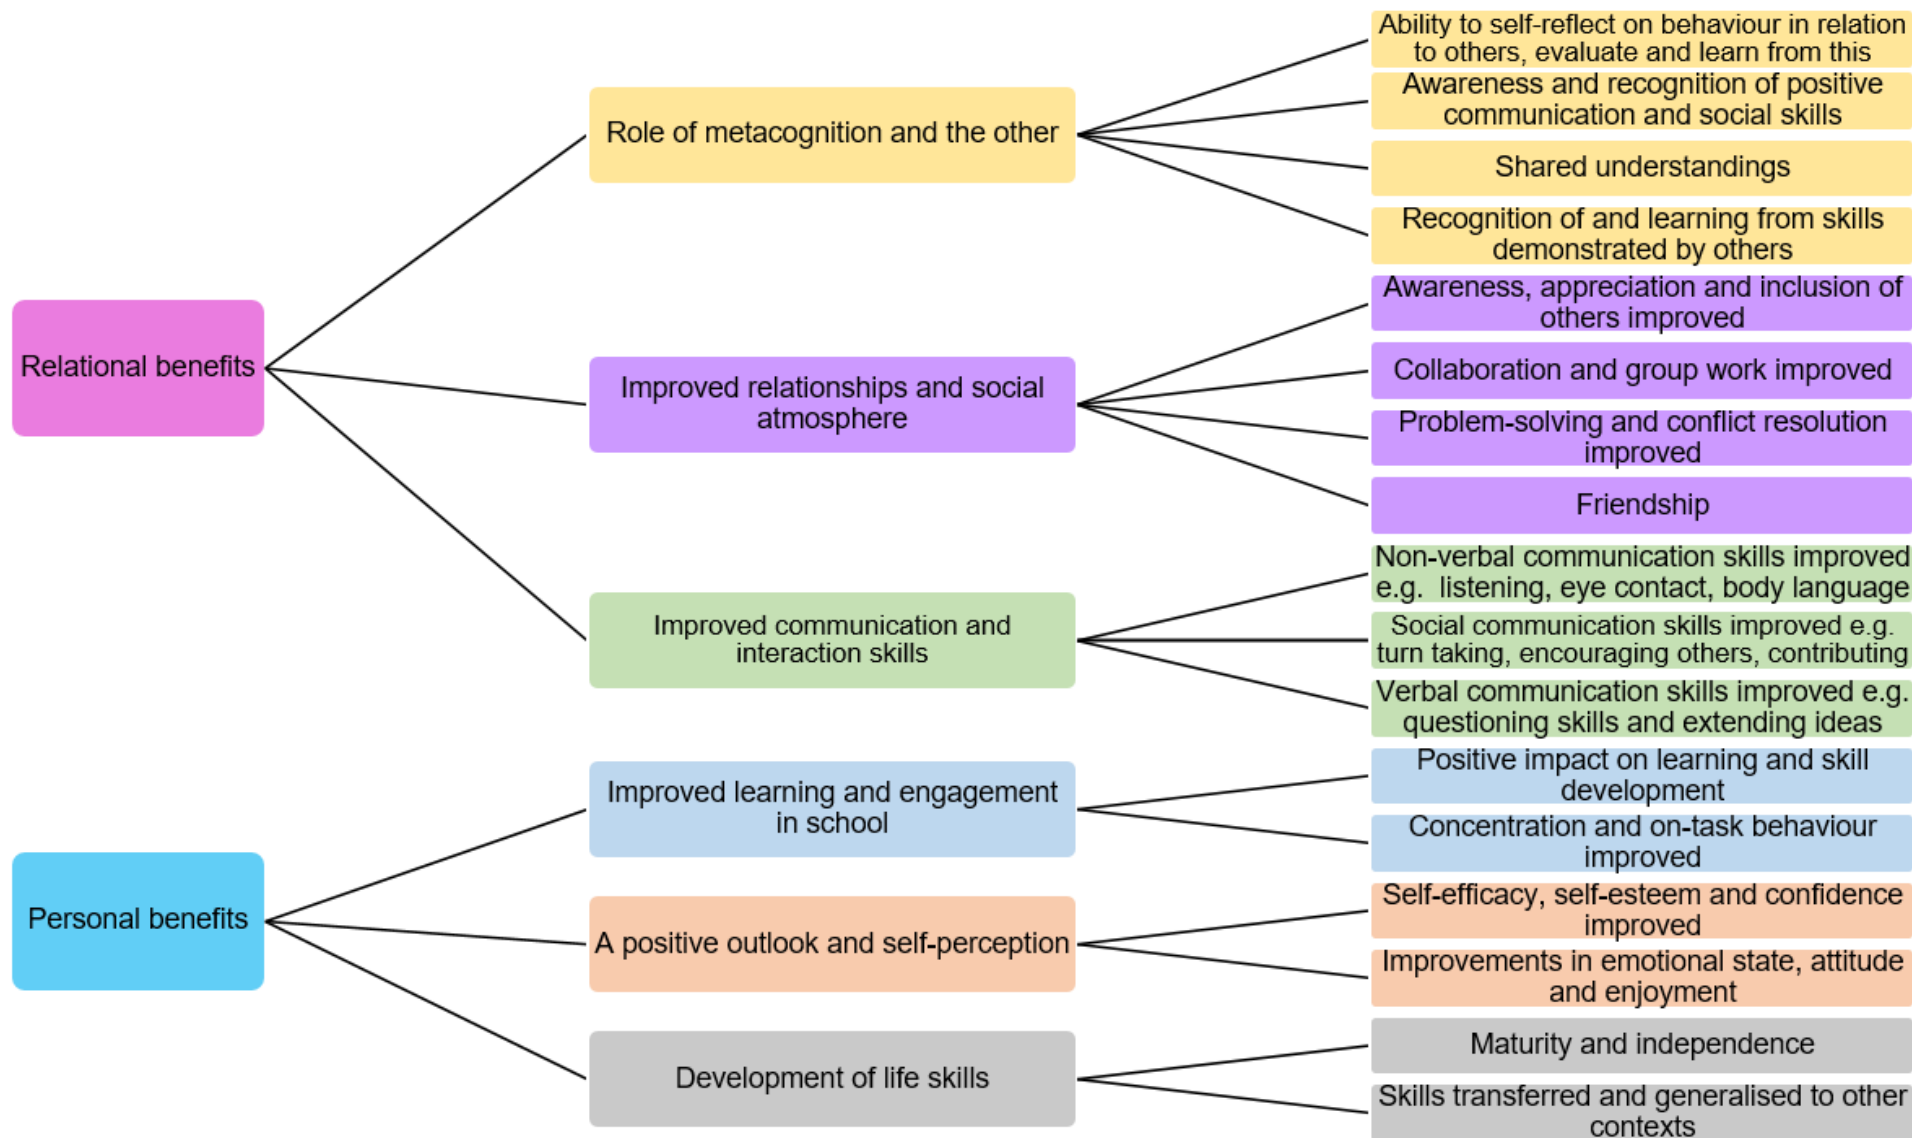 Relational benefits
Role of metacognition and the other
Ability to self-reflect on behaviour in relation
to others, evaluate and learn from this
Awareness and recognition of positive
communication and social skills
Shared understandings
Recognition of and learning from skills
demonstrated by others
Improved relationships and social
atmosphere
Awareness, appreciation and inclusion of
others improved
Collaboration and group work improved
Problem-solving and conflict resolution
improved
Friendship
Improved communication and
interaction skills
Non-verbal communication skills improved
e.g.  listening, eye contact, body language
Social communication skills improved e.g.
turn taking, encouraging others, contributing
Verbal communication skills improved e.g.
questioning skills and extending ideas
Personal benefits
Improved learning and engagement
in school
Positive impact on learning and skill
development
Concentration and on-task behaviour
improved
A positive outlook and self-perception
Self-efficacy, self-esteem and confidence
improved
Improvements in emotional state, attitude
and enjoyment
Development of life skills
Maturity and independence
Skills transferred and generalised to other
contexts